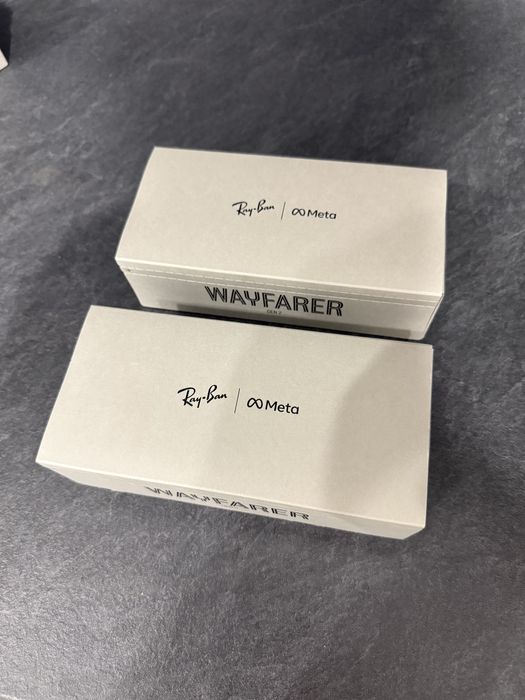 Ray-Ban | ∞ Meta
WAYFARER
GEN 2
Ray-Ban | ∞ Meta
WAYFARER